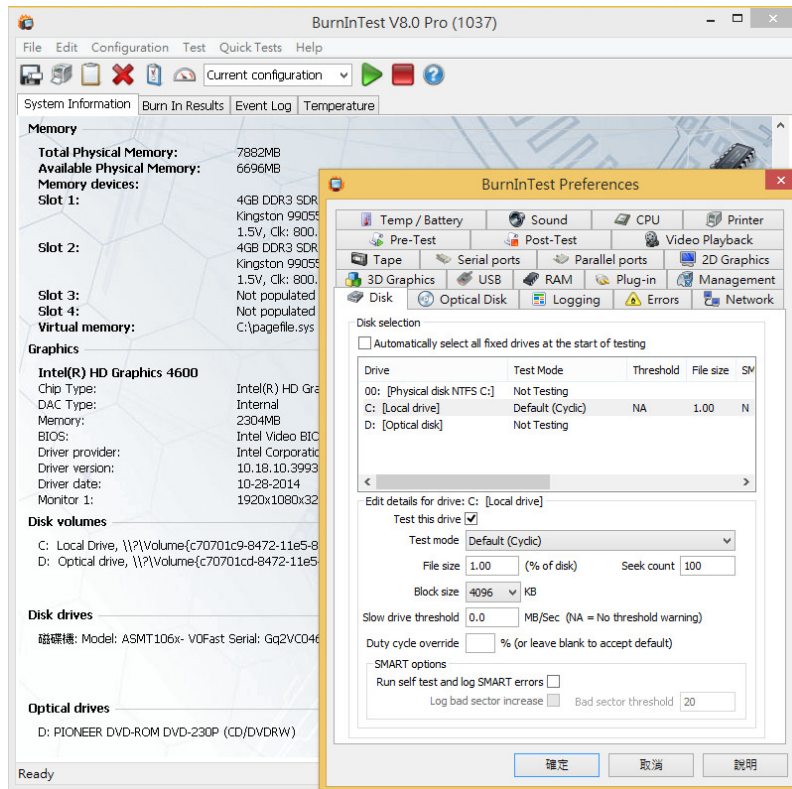 BurnInTest V8.0 Pro (1037)
File Edit Configuration Test Quick Tests Help
Current configuration
System Information Burn In Results Event Log Temperature
Memory
Total Physical Memory: 7882MB
Available Physical Memory: 6696MB
Memory devices:
Slot 1: 4GB DDR3 SDR
Kingston 99055
1.5V, Clk: 800.
Slot 2: 4GB DDR3 SDR
Kingston 99055
1.5V, Clk: 800.
Slot 3: Not populated
Slot 4: Not populated
Virtual memory: C:\pagefile.sys
Graphics
Intel(R) HD Graphics 4600
Chip Type: Intel(R) HD Gra
DAC Type: Internal
Memory: 2304MB
BIOS: Intel Video BIO
Driver provider: Intel Corporatio
Driver version: 10.18.10.3993
Driver date: 10-28-2014
Monitor 1: 1920x1080x32
Disk volumes
C: Local Drive, \\?\Volume{c70701c9-8472-11e5-8
D: Optical drive, \\?\Volume{c70701cd-8472-11e5-
Disk drives
磁碟機: Model: ASMT106x- V0Fast Serial: Gq2VC046
Optical drives
D: PIONEER DVD-ROM DVD-230P (CD/DVDRW)
Ready
BurnInTest Preferences
Temp / Battery Sound CPU Printer
Pre-Test Post-Test Video Playback
Tape Serial ports Parallel ports 2D Graphics
3D Graphics USB RAM Plug-in Management
Disk Optical Disk Logging Errors Network
Disk selection
Automatically select all fixed drives at the start of testing
Drive Test Mode Threshold File size SM
00: [Physical disk NTFS C:] Not Testing
C: [Local drive] Default (Cyclic) NA 1.00 N
D: [Optical disk] Not Testing
Edit details for drive: C: [Local drive]
Test this drive
Test mode Default (Cyclic)
File size 1.00 (% of disk) Seek count 100
Block size 4096 KB
Slow drive threshold 0.0 MB/Sec (NA = No threshold warning)
Duty cycle override % (or leave blank to accept default)
SMART options
Run self test and log SMART errors
Log bad sector increase Bad sector threshold 20
確定 取消 說明